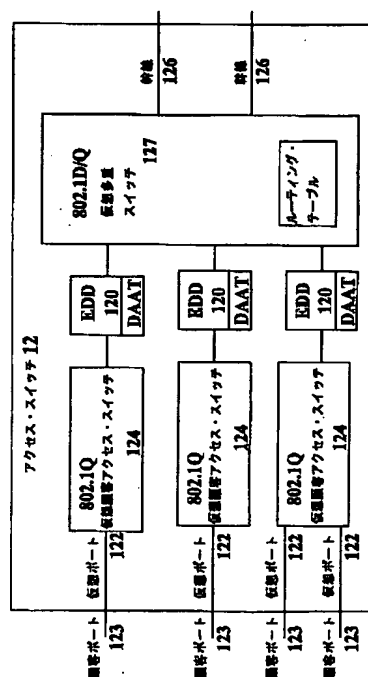 アクセス・スイッチ 12
顧客ポート
123
仮想ポート
122
802.1Q
仮想顧客アクセス・スイッチ
124
EDD
120
DAAT
802.1D/Q
仮想多重
スイッチ
127
幹線
126
顧客ポート
123
仮想ポート
122
802.1Q
仮想顧客アクセス・スイッチ
124
EDD
120
DAAT
幹線
126
顧客ポート
123
仮想ポート
122
顧客ポート
123
仮想ポート
122
802.1Q
仮想顧客アクセス・スイッチ
124
EDD
120
DAAT
ルーティング・
テーブル